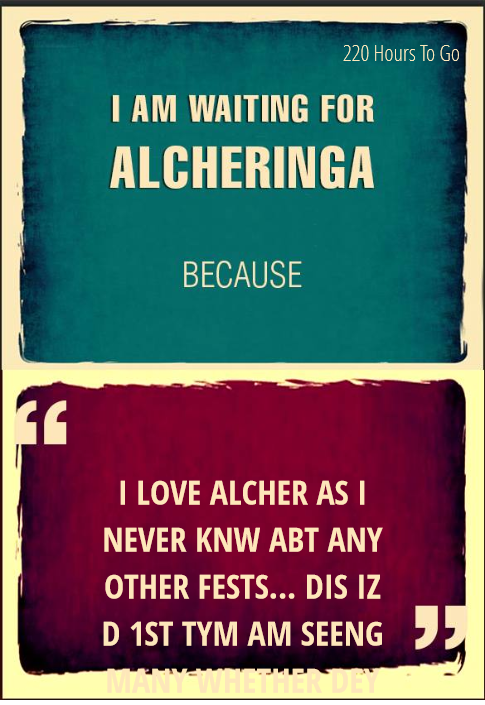 220 Hours To Go
I AM WAITING FOR
ALCHERINGA
BECAUSE
“
I LOVE ALCHER AS I
NEVER KNW ABT ANY
OTHER FESTS... DIS IZ
D 1ST TYM AM SEENG
”
MANY WHETHER DEY